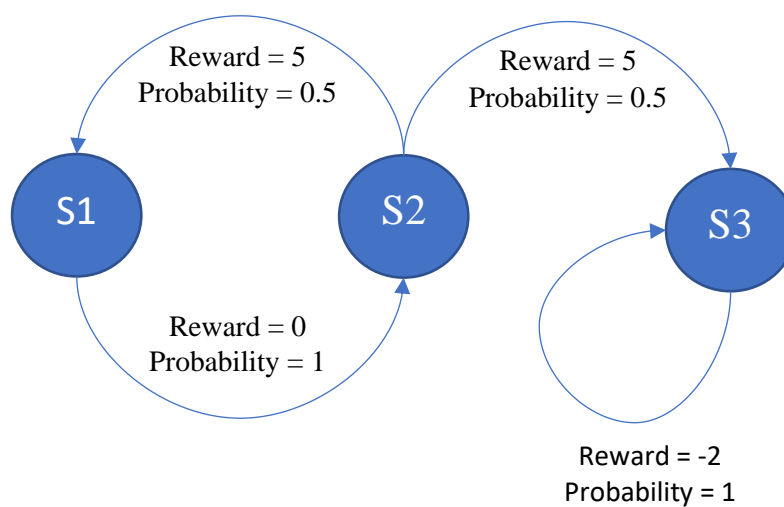 Reward = 5
Probability = 0.5
Reward = 5
Probability = 0.5
S1
S2
S3
Reward = 0
Probability = 1
Reward = -2
Probability = 1